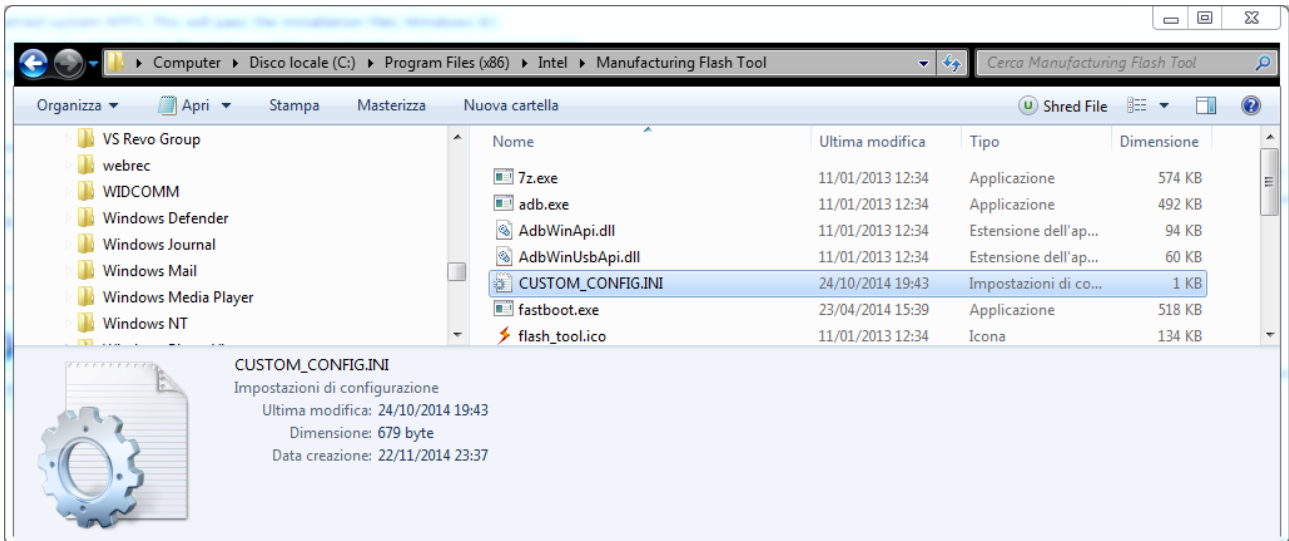 Computer Disco locale (C:) Program Files (x86) Intel Manufacturing Flash Tool Cerca Manufacturing Flash Tool
Organizza Apri Stampa Masterizza Nuova cartella Shred File
VS Revo Group
webrec
WIDCOMM
Windows Defender
Windows Journal
Windows Mail
Windows Media Player
Windows NT
Nome Ultima modifica Tipo Dimensione
7z.exe 11/01/2013 12:34 Applicazione 574 KB
adb.exe 11/01/2013 12:34 Applicazione 492 KB
AdbWinApi.dll 11/01/2013 12:34 Estensione dell'ap... 94 KB
AdbWinUsbApi.dll 11/01/2013 12:34 Estensione dell'ap... 60 KB
CUSTOM_CONFIG.INI 24/10/2014 19:43 Impostazioni di co... 1 KB
fastboot.exe 23/04/2014 15:39 Applicazione 518 KB
flash_tool.ico 11/01/2013 12:34 Icona 134 KB
CUSTOM_CONFIG.INI
Impostazioni di configurazione
Ultima modifica: 24/10/2014 19:43
Dimensione: 679 byte
Data creazione: 22/11/2014 23:37